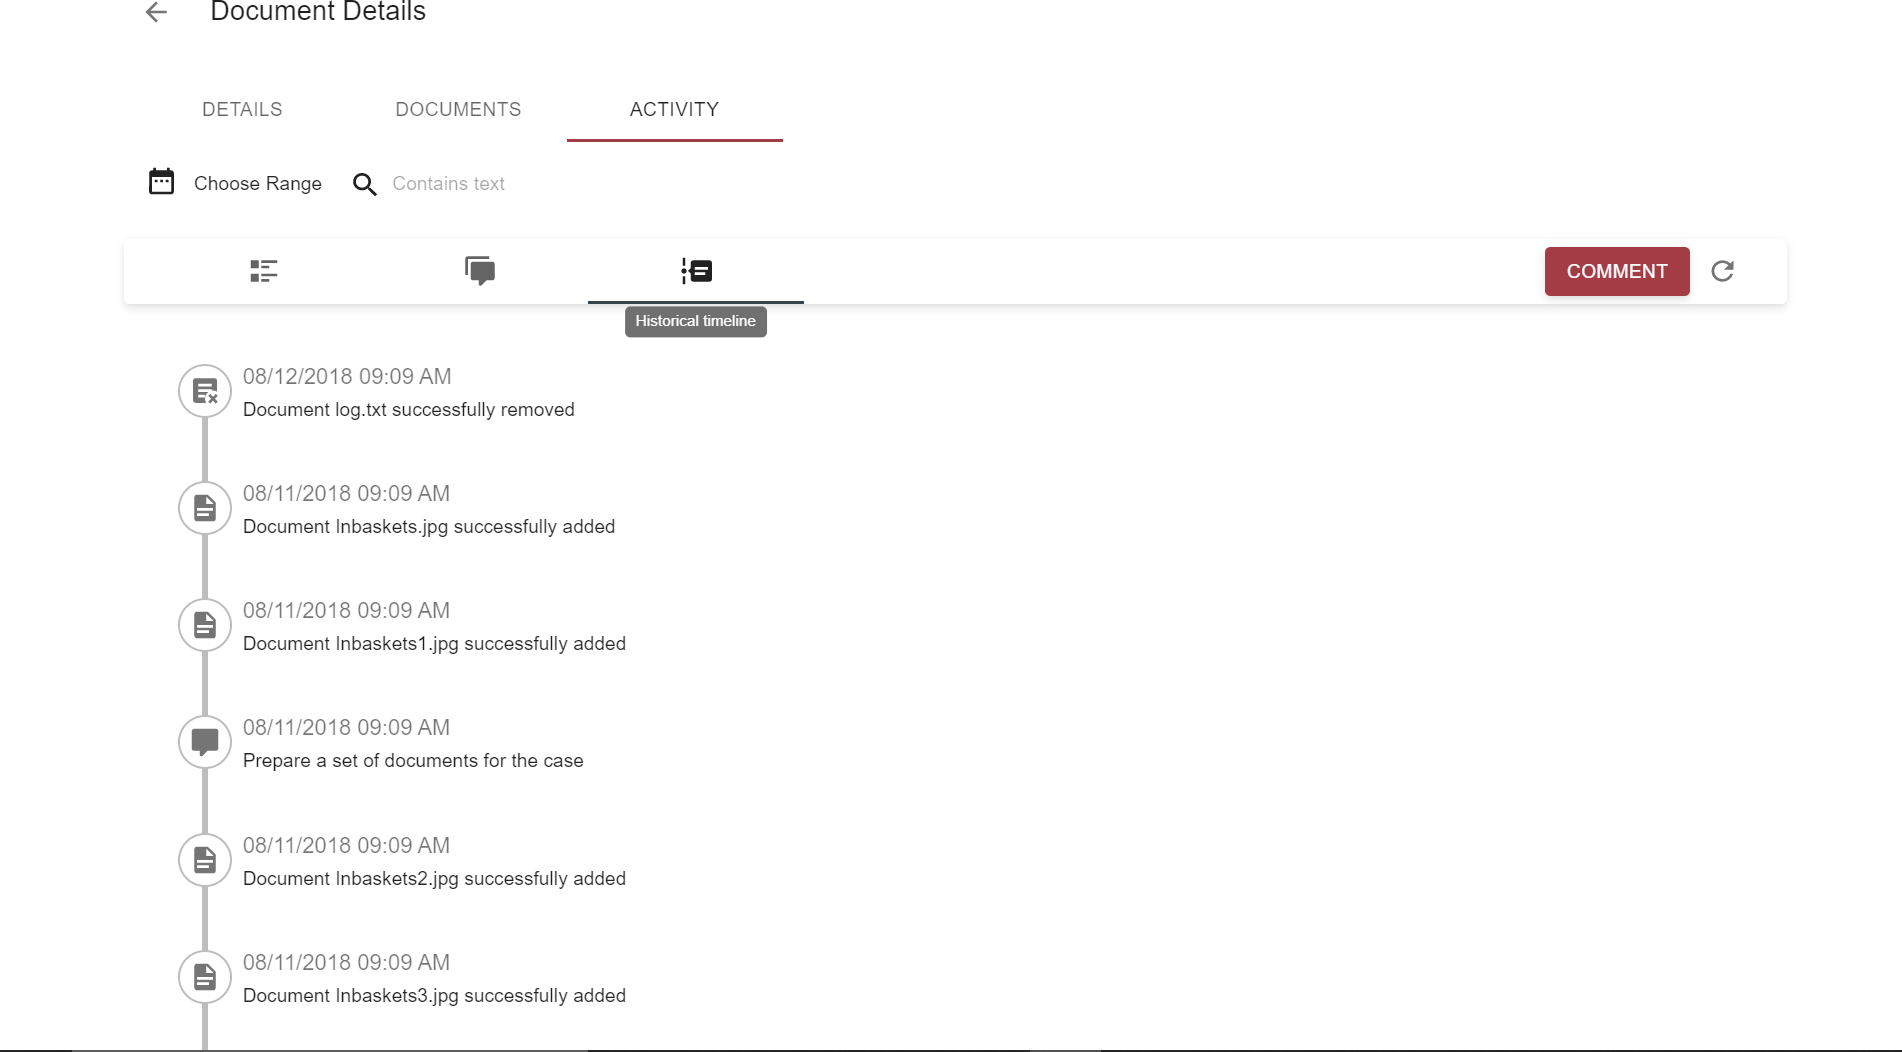 Document Details
DETAILS
DOCUMENTS
ACTIVITY
Choose Range
Contains text
COMMENT
Historical timeline
08/12/2018 09:09 AM
Document log.txt successfully removed
08/11/2018 09:09 AM
Document Inbaskets.jpg successfully added
08/11/2018 09:09 AM
Document Inbaskets1.jpg successfully added
08/11/2018 09:09 AM
Prepare a set of documents for the case
08/11/2018 09:09 AM
Document Inbaskets2.jpg successfully added
08/11/2018 09:09 AM
Document Inbaskets3.jpg successfully added